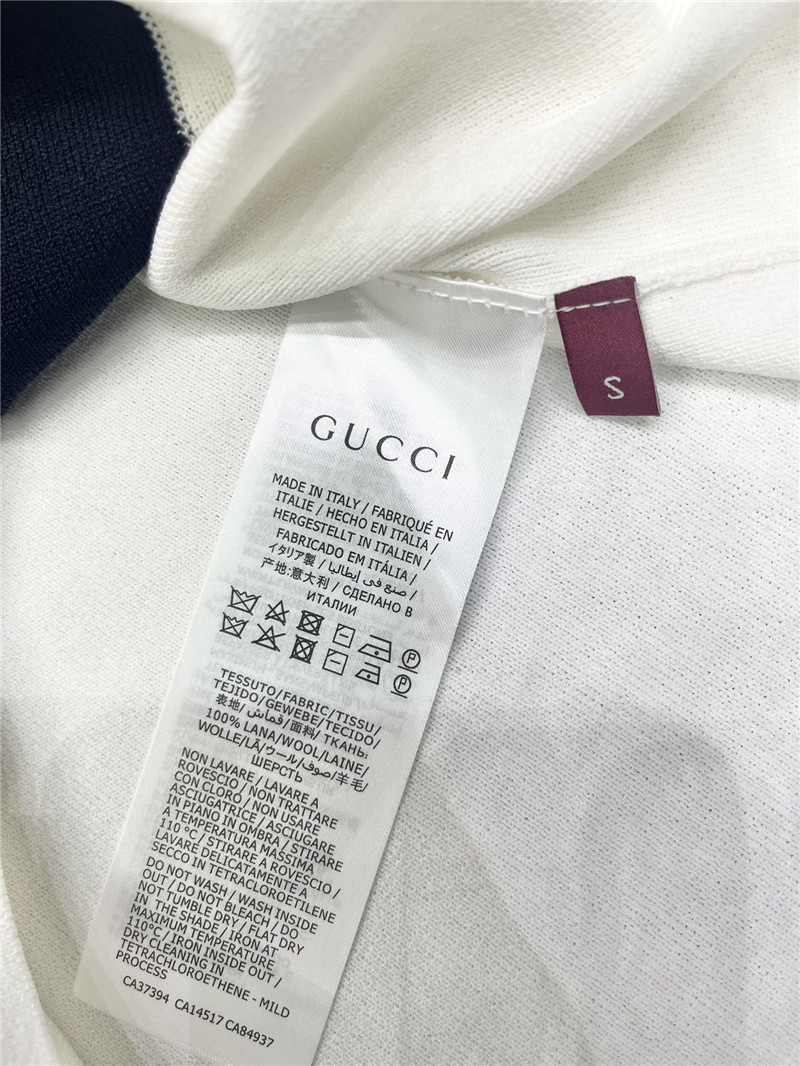 S
GUCCI
MADE IN ITALY / FABRIQUÉ EN
ITALIE / HECHO EN ITALIA /
HERGESTELLT IN ITALIEN /
FABRICADO EM ITÁLIA /
イタリア製 / صنع في إيطاليا /
产地:意大利 / СДЕЛАНО В
ИТАЛИИ
P
P
TESSUTO/FABRIC/TISSU/
TEJIDO/GEWEBE/TECIDO/
表地/قماش/面料/ ТКАНЬ:
100% LANA/WOOL/LAINE/
WOLLE/LÃ/ウール/صوف/羊毛/
ШЕРСТЬ
NON LAVARE / LAVARE A
ROVESCIO / NON TRATTARE
CON CLORO / NON USARE
ASCIUGATRICE / ASCIUGARE
IN PIANO IN OMBRA / STIRARE
A TEMPERATURA MASSIMA
110 °C / STIRARE A ROVESCIO /
LAVARE DELICATAMENTE A
SECCO IN TETRACLOROETILENE
DO NOT WASH / WASH INSIDE
OUT / DO NOT BLEACH / DO
NOT TUMBLE DRY / FLAT DRY
IN THE SHADE / IRON AT
MAXIMUM TEMPERATURE
110°C / IRON INSIDE OUT /
DRY CLEANING IN
TETRACHLOROETHENE - MILD
PROCESS
CA37394 CA14517 CA84937